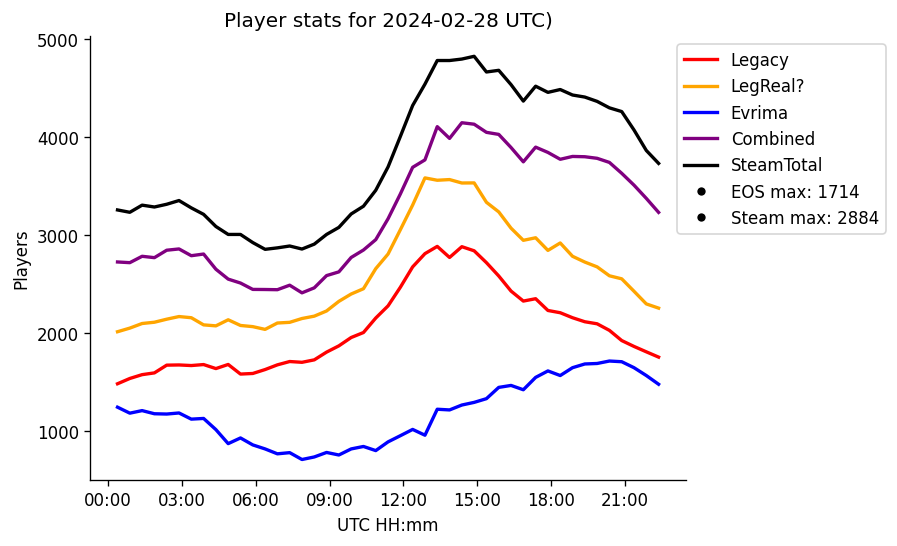 Player stats for 2024-02-28 UTC)
5000
4000
3000
2000
1000
Players
00:00 03:00 06:00 09:00 12:00 15:00 18:00 21:00
UTC HH:mm
Legacy
LegReal?
Evrima
Combined
SteamTotal
EOS max: 1714
Steam max: 2884